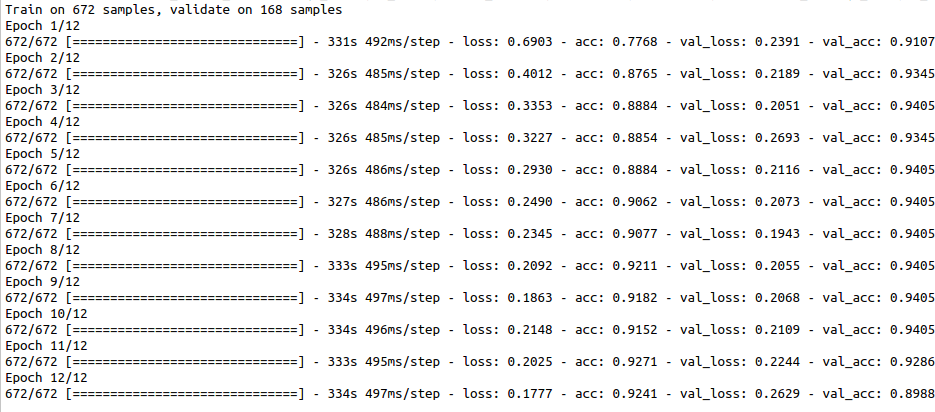 Train on 672 samples, validate on 168 samples
Epoch 1/12
672/672 [==============================] - 331s 492ms/step - loss: 0.6903 - acc: 0.7768 - val_loss: 0.2391 - val_acc: 0.9107
Epoch 2/12
672/672 [==============================] - 326s 485ms/step - loss: 0.4012 - acc: 0.8765 - val_loss: 0.2189 - val_acc: 0.9345
Epoch 3/12
672/672 [==============================] - 326s 484ms/step - loss: 0.3353 - acc: 0.8884 - val_loss: 0.2051 - val_acc: 0.9405
Epoch 4/12
672/672 [==============================] - 326s 485ms/step - loss: 0.3227 - acc: 0.8854 - val_loss: 0.2693 - val_acc: 0.9345
Epoch 5/12
672/672 [==============================] - 326s 486ms/step - loss: 0.2930 - acc: 0.8884 - val_loss: 0.2116 - val_acc: 0.9405
Epoch 6/12
672/672 [==============================] - 327s 486ms/step - loss: 0.2490 - acc: 0.9062 - val_loss: 0.2073 - val_acc: 0.9405
Epoch 7/12
672/672 [==============================] - 328s 488ms/step - loss: 0.2345 - acc: 0.9077 - val_loss: 0.1943 - val_acc: 0.9405
Epoch 8/12
672/672 [==============================] - 333s 495ms/step - loss: 0.2092 - acc: 0.9211 - val_loss: 0.2055 - val_acc: 0.9405
Epoch 9/12
672/672 [==============================] - 334s 497ms/step - loss: 0.1863 - acc: 0.9182 - val_loss: 0.2068 - val_acc: 0.9405
Epoch 10/12
672/672 [==============================] - 334s 496ms/step - loss: 0.2148 - acc: 0.9152 - val_loss: 0.2109 - val_acc: 0.9405
Epoch 11/12
672/672 [==============================] - 333s 495ms/step - loss: 0.2025 - acc: 0.9271 - val_loss: 0.2244 - val_acc: 0.9286
Epoch 12/12
672/672 [==============================] - 334s 497ms/step - loss: 0.1777 - acc: 0.9241 - val_loss: 0.2629 - val_acc: 0.8988